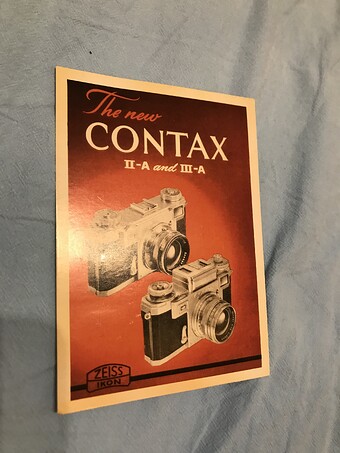 The new
CONTAX
II-A and III-A
ZEISS
IKON